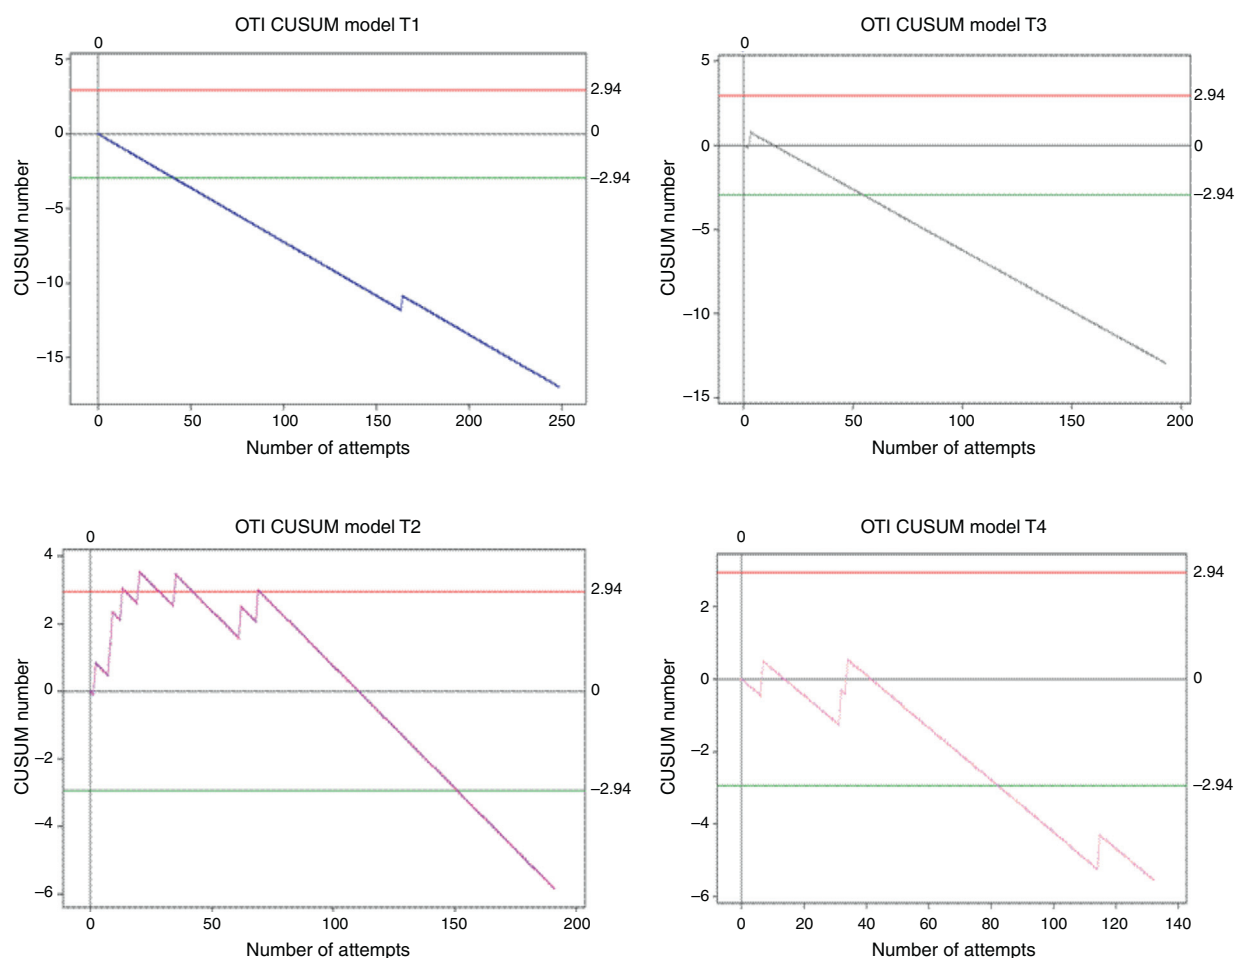 OTI CUSUM model T1
0
5
0
–5
–10
–15
2.94
0
–2.94
CUSUM number
0 50 100 150 200 250
Number of attempts
OTI CUSUM model T3
0
5
0
–5
–10
–15
2.94
0
–2.94
CUSUM number
0 50 100 150 200
Number of attempts
OTI CUSUM model T2
0
4
2
0
–2
–4
–6
2.94
0
–2.94
CUSUM number
0 50 100 150 200
Number of attempts
OTI CUSUM model T4
0
2
0
–2
–4
–6
2.94
0
–2.94
CUSUM number
0 20 40 60 80 100 120 140
Number of attempts